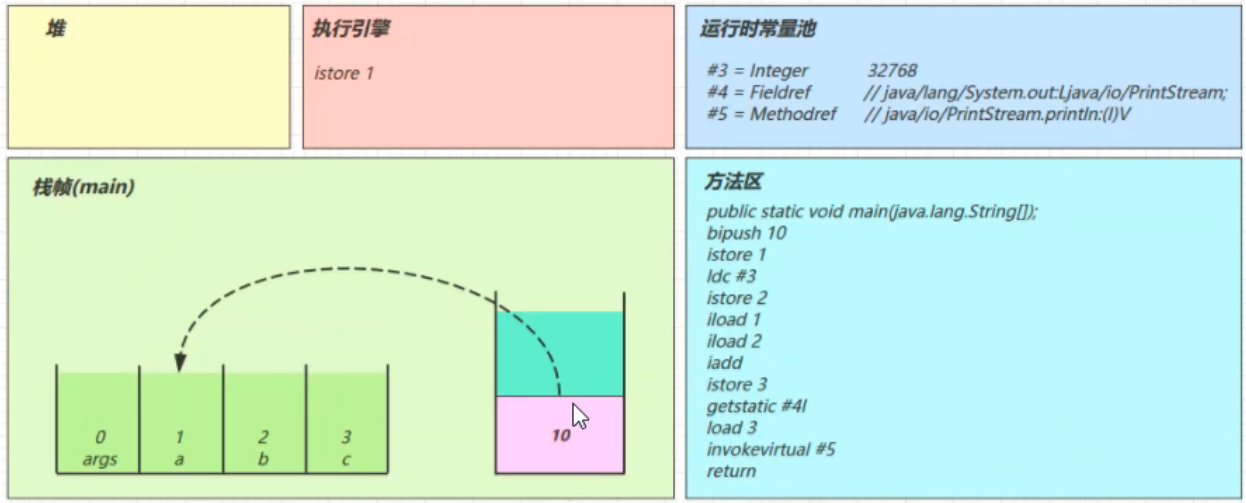 堆
执行引擎
istore 1
运行时常量池
#3 = Integer 32768
#4 = Fieldref // java/lang/System.out:Ljava/io/PrintStream;
#5 = Methodref // java/io/PrintStream.println:(I)V
栈帧(main)
0 1 2 3
args a b c
10
方法区
public static void main(java.lang.String[]);
bipush 10
istore 1
ldc #3
istore 2
iload 1
iload 2
iadd
istore 3
getstatic #4I
load 3
invokevirtual #5
return